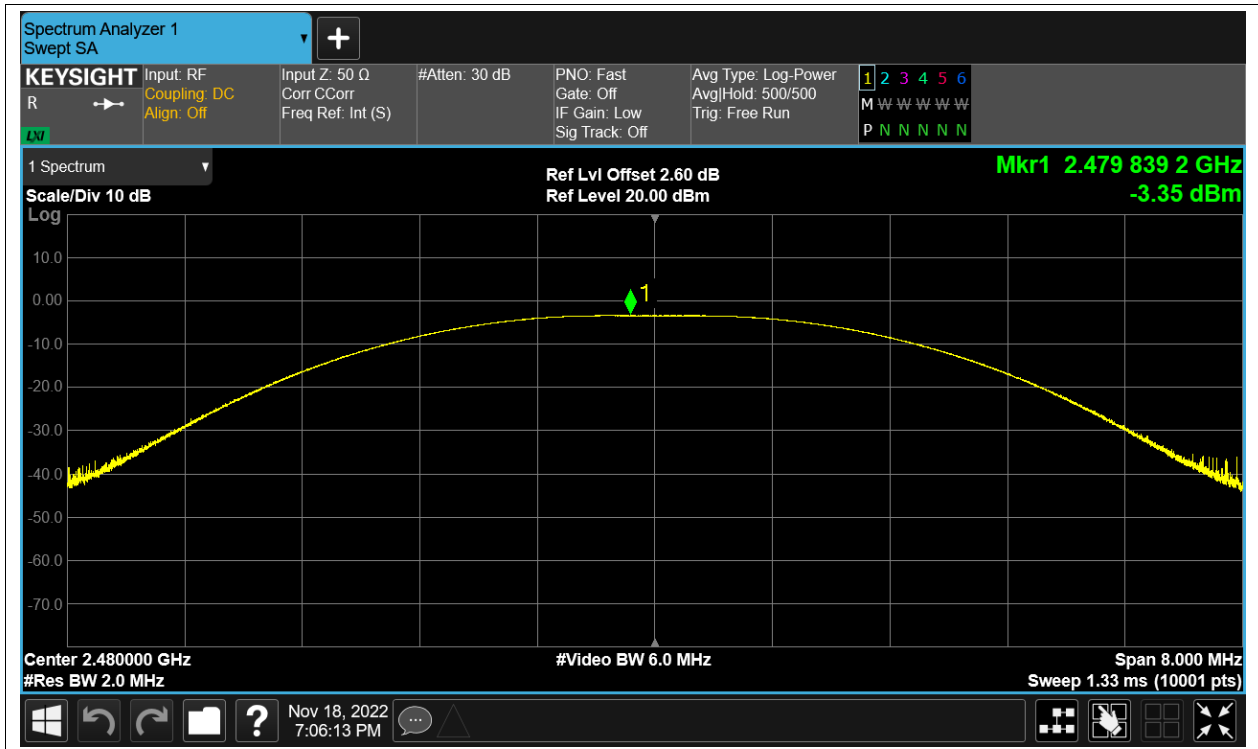 Spectrum Analyzer 1
Swept SA
KEYSIGHT
R
LXI
Input: RF
Coupling: DC
Align: Off
Input Z: 50 Ω
Corr CCorr
Freq Ref: Int (S)
#Atten: 30 dB
PNO: Fast
Gate: Off
IF Gain: Low
Sig Track: Off
Avg Type: Log-Power
Avg|Hold: 500/500
Trig: Free Run
1 2 3 4 5 6
M W W W W W
P N N N N N
1 Spectrum
Scale/Div 10 dB
Ref Lvl Offset 2.60 dB
Ref Level 20.00 dBm
Mkr1 2.479 839 2 GHz
-3.35 dBm
Log
10.0
0.00
-10.0
-20.0
-30.0
-40.0
-50.0
-60.0
-70.0
1
Center 2.480000 GHz
#Res BW 2.0 MHz
#Video BW 6.0 MHz
Span 8.000 MHz
Sweep 1.33 ms (10001 pts)
?
Nov 18, 2022
7:06:13 PM